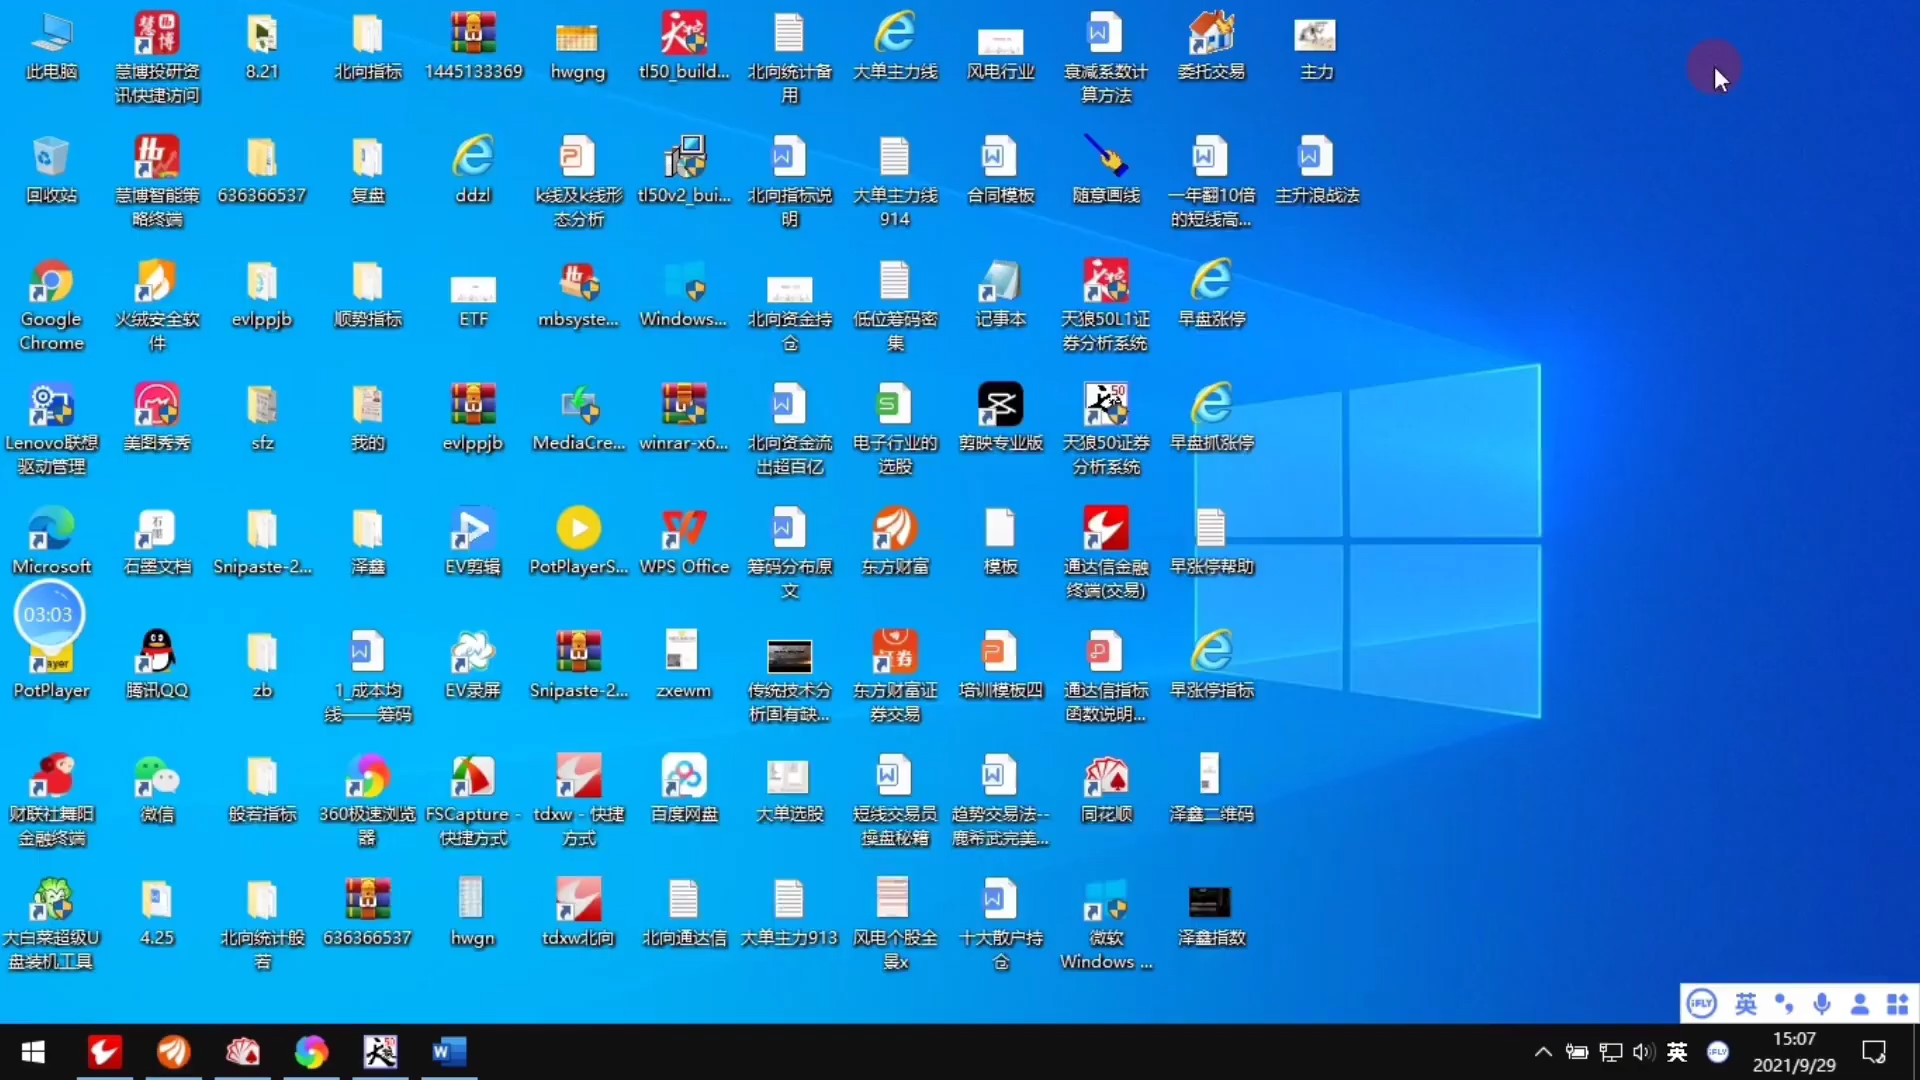 此电脑
慧博投研资
讯快捷访问
8.21
北向指标
1445133369
hwgng
tl50_build...
北向统计备
用
大单主力线
风电行业
衰减系数计
算方法
委托交易
主力
回收站
慧博智能策
略终端
636366537
复盘
ddzl
k线及k线形
态分析
tl50v2_bui...
北向指标说
明
大单主力线
914
合同模板
随意画线
一年翻10倍
的短线高...
主升浪战法
Google
Chrome
火绒安全软
件
evlppjb
顺势指标
ETF
mbsyste...
Windows...
北向资金持
仓
低位筹码密
集
记事本
天狼50L1证
券分析系统
早盘涨停
Lenovo联想
驱动管理
美图秀秀
sfz
我的
evlppjb
MediaCre...
winrar-x6...
北向资金流
出超百亿
电子行业的
选股
剪映专业版
天狼50证券
分析系统
早盘抓涨停
Microsoft
石墨文档
Snipaste-2...
泽鑫
EV剪辑
PotPlayerS...
WPS Office
筹码分布原
文
东方财富
模板
通达信金融
终端(交易)
早涨停帮助
03:03
PotPlayer
腾讯QQ
zb
1_成本均
线——筹码
EV录屏
Snipaste-2...
zxewm
传统技术分
析固有缺...
东方财富证
券交易
培训模板四
通达信指标
函数说明...
早涨停指标
财联社舞阳
金融终端
微信
般若指标
360极速浏览
器
FSCapture -
快捷方式
tdxw - 快捷
方式
百度网盘
大单选股
短线交易员
操盘秘籍
趋势交易法--
鹿希武完美...
同花顺
泽鑫二维码
大白菜超级U
盘装机工具
4.25
北向统计般
若
636366537
hwgn
tdxw北向
北向通达信
大单主力913
风电个股全
景x
十大散户持
仓
微软
Windows ...
泽鑫指数
iFLY 英
英
15:07
2021/9/29